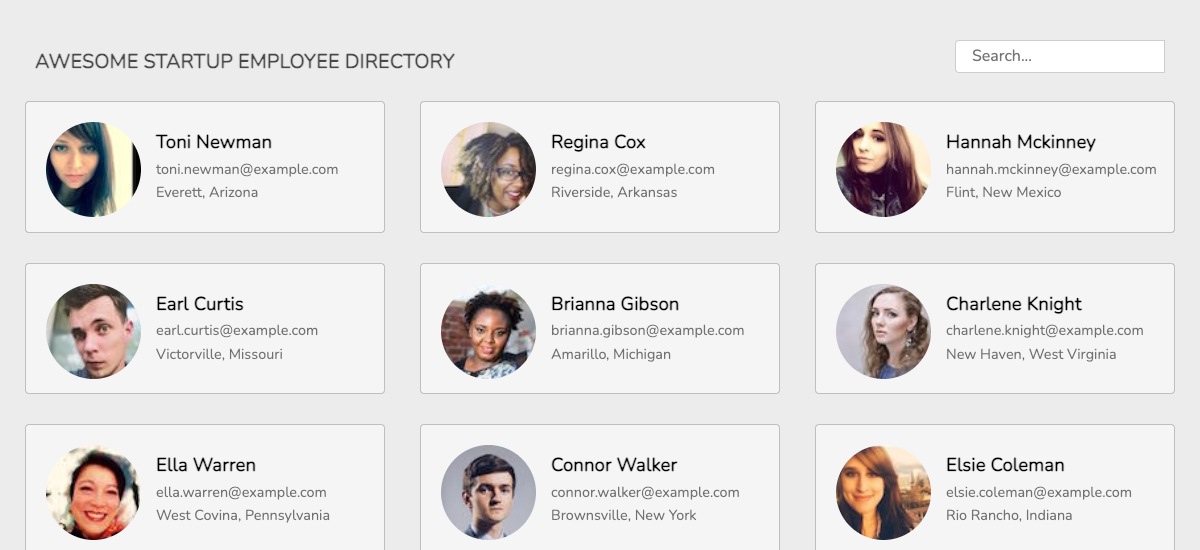 AWESOME STARTUP EMPLOYEE DIRECTORY
Search...
Toni Newman
toni.newman@example.com
Everett, Arizona
Regina Cox
regina.cox@example.com
Riverside, Arkansas
Hannah Mckinney
hannah.mckinney@example.com
Flint, New Mexico
Earl Curtis
earl.curtis@example.com
Victorville, Missouri
Brianna Gibson
brianna.gibson@example.com
Amarillo, Michigan
Charlene Knight
charlene.knight@example.com
New Haven, West Virginia
Ella Warren
ella.warren@example.com
West Covina, Pennsylvania
Connor Walker
connor.walker@example.com
Brownsville, New York
Elsie Coleman
elsie.coleman@example.com
Rio Rancho, Indiana